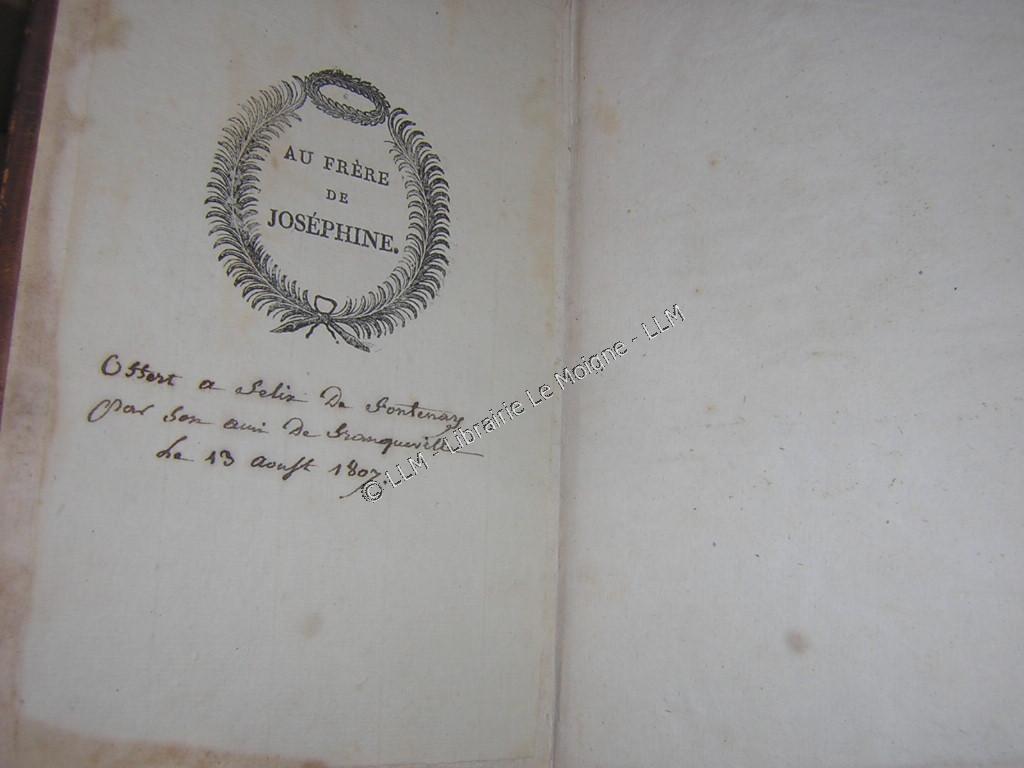 AU FRÈRE
DE
JOSÉPHINE.
Offert a Felix De Fontenay
par son ami De Franqueville
Le 13 Aoust 1807
© LLM - Librairie Le Moigne - LLM